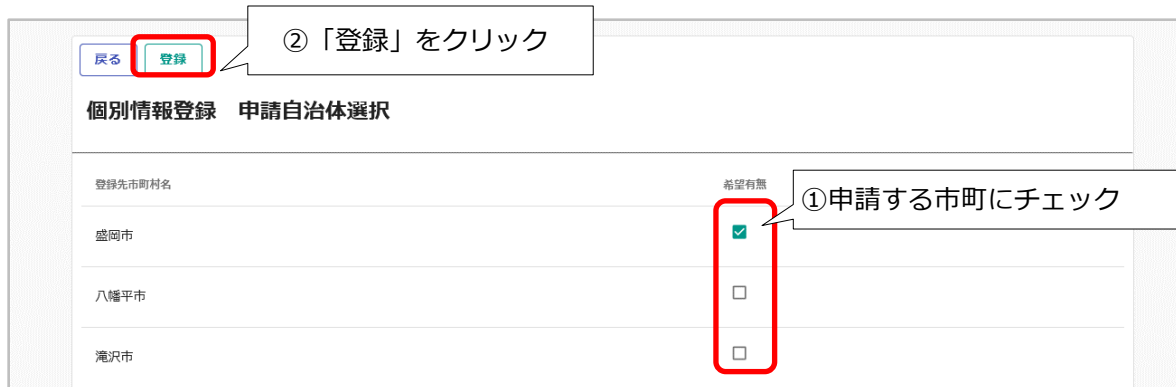 ②「登録」をクリック
戻る 登録
個別情報登録　申請自治体選択
登録先市町村名 希望有無
①申請する市町にチェック
盛岡市
八幡平市
滝沢市